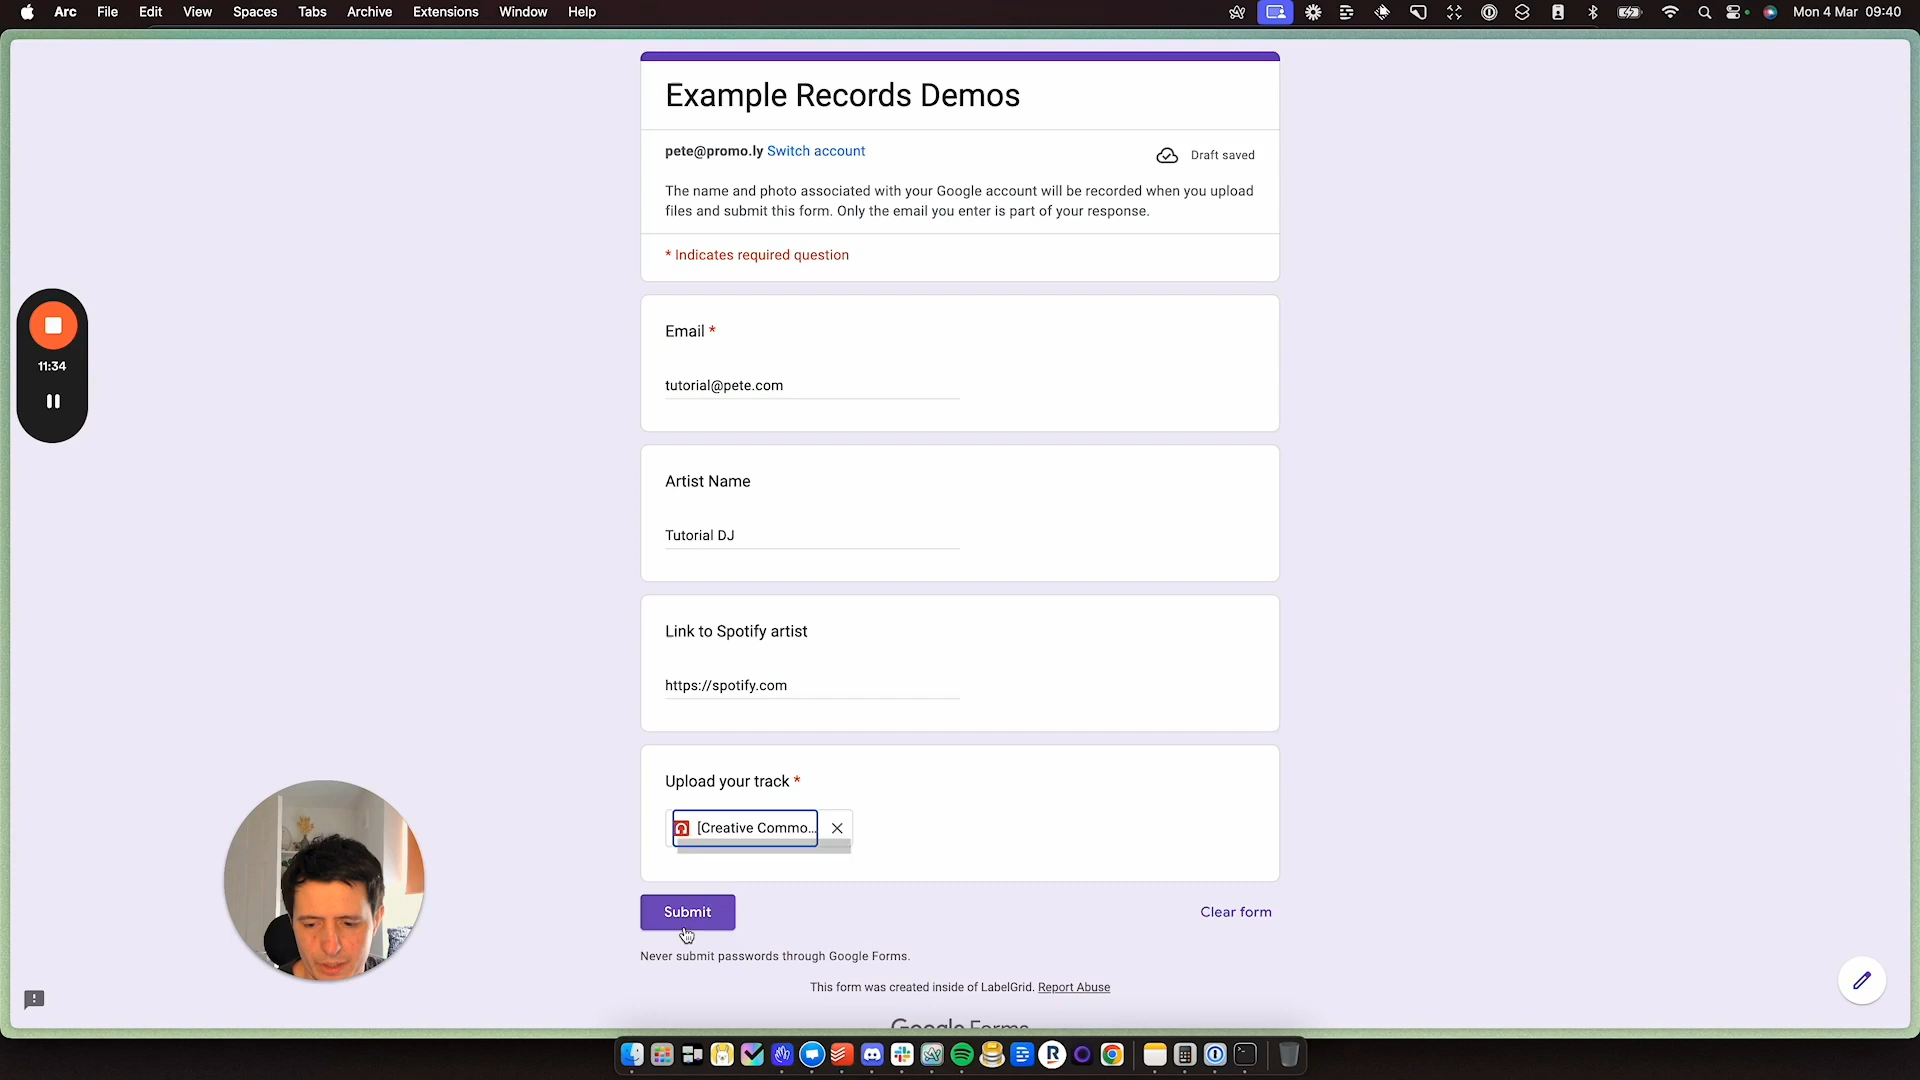 Arc File Edit View Spaces Tabs Archive Extensions Window Help Mon 4 Mar 09:40
Example Records Demos
pete@promo.ly Switch account
Draft saved
The name and photo associated with your Google account will be recorded when you upload
files and submit this form. Only the email you enter is part of your response.
* Indicates required question
11:34
Email *
tutorial@pete.com
Artist Name
Tutorial DJ
Link to Spotify artist
https://spotify.com
Upload your track *
[Creative Commo...
Submit
Clear form
Never submit passwords through Google Forms.
This form was created inside of LabelGrid. Report Abuse
Google Forms